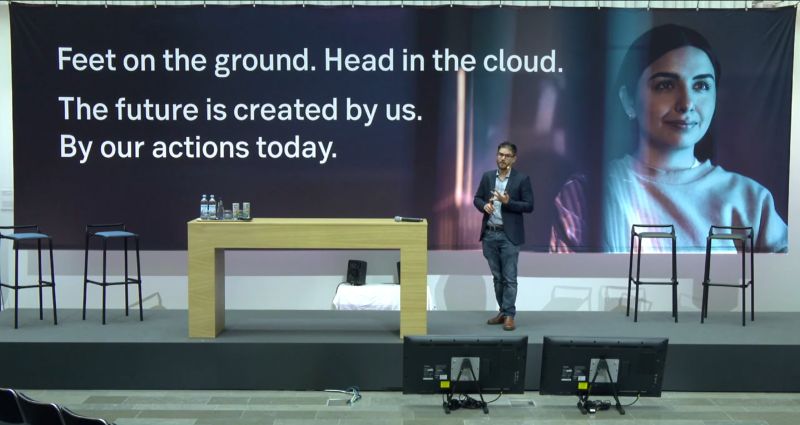 Feet on the ground. Head in the cloud.
The future is created by us.
By our actions today.